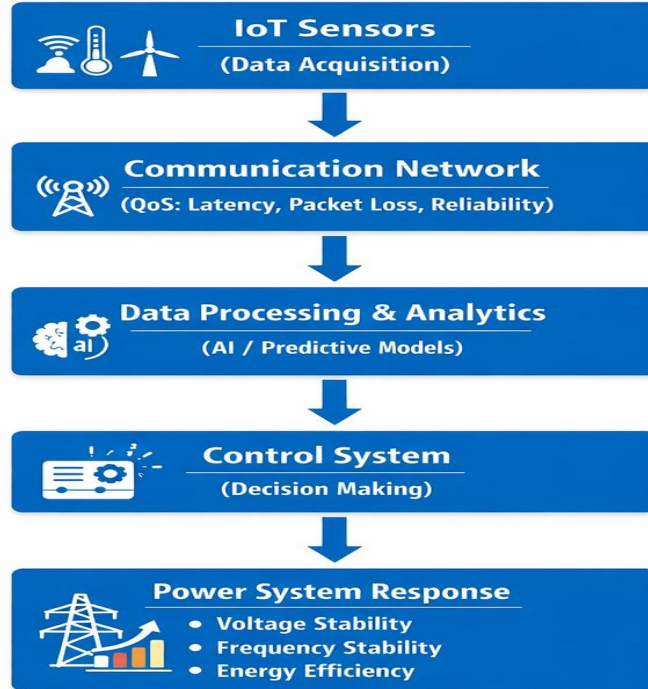 IoT Sensors
(Data Acquisition)
Communication Network
(QoS: Latency, Packet Loss, Reliability)
Data Processing & Analytics
ai
(AI / Predictive Models)
Control System
(Decision Making)
Power System Response
• Voltage Stability
• Frequency Stability
• Energy Efficiency